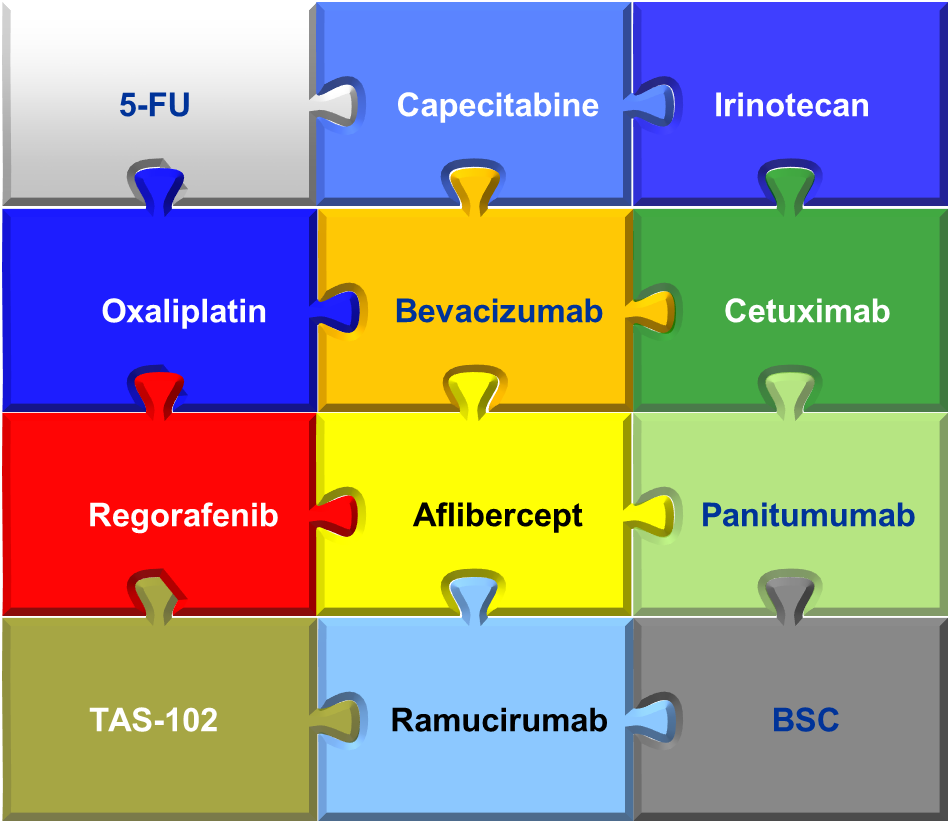 5-FU
Capecitabine
Irinotecan
Oxaliplatin
Bevacizumab
Cetuximab
Regorafenib
Aflibercept
Panitumumab
TAS-102
Ramucirumab
BSC